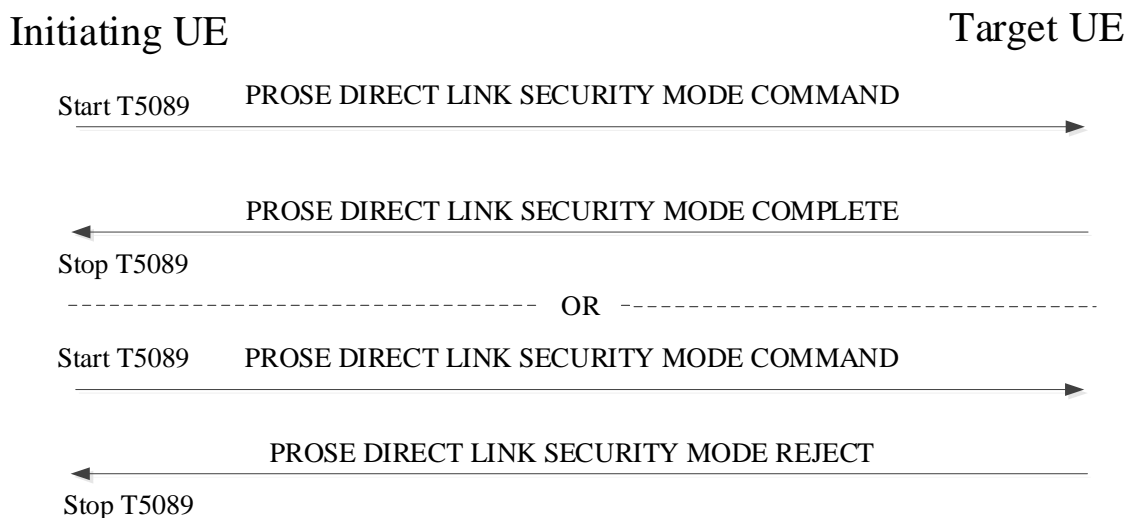 Initiating UE
Target UE
Start T5089
PROSE DIRECT LINK SECURITY MODE COMMAND
PROSE DIRECT LINK SECURITY MODE COMPLETE
Stop T5089
OR
Start T5089
PROSE DIRECT LINK SECURITY MODE COMMAND
PROSE DIRECT LINK SECURITY MODE REJECT
Stop T5089